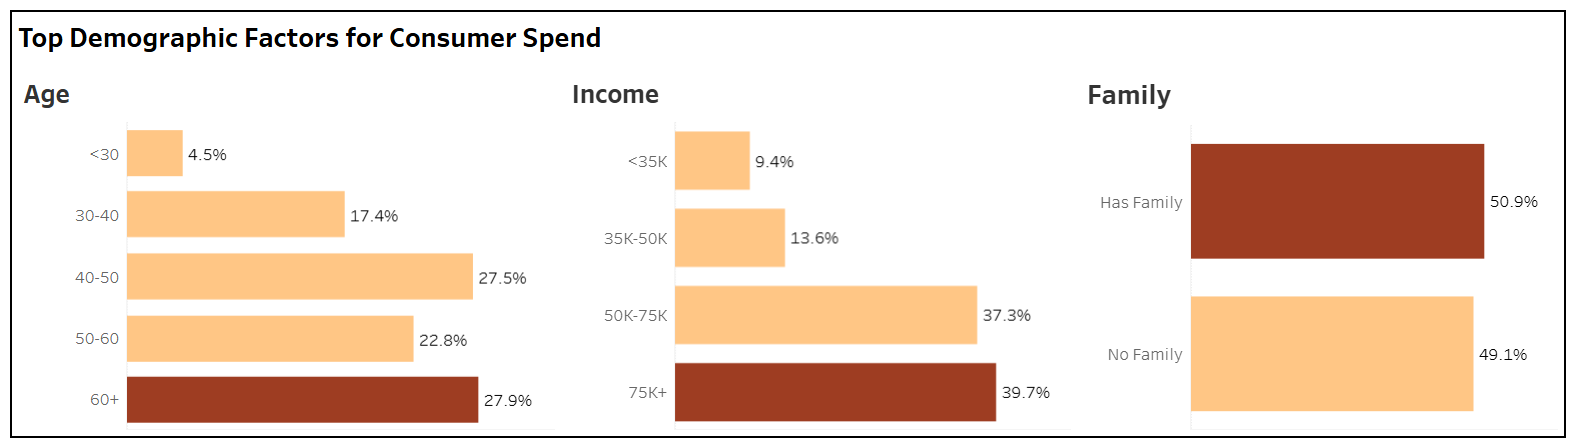 Top Demographic Factors for Consumer Spend
Age
<30 4.5%
30-40 17.4%
40-50 27.5%
50-60 22.8%
60+ 27.9%
Income
<35K 9.4%
35K-50K 13.6%
50K-75K 37.3%
75K+ 39.7%
Family
Has Family 50.9%
No Family 49.1%